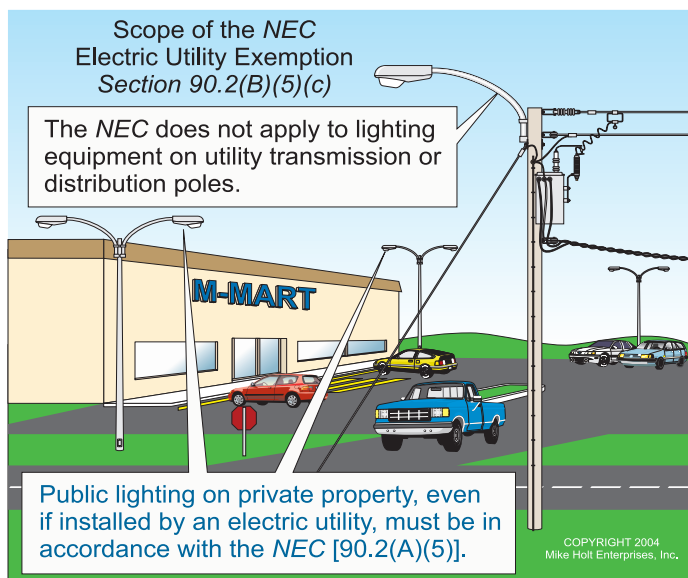 Scope of the NEC
Electric Utility Exemption
Section 90.2(B)(5)(c)
The NEC does not apply to lighting
equipment on utility transmission or
distribution poles.
M-MART
Public lighting on private property, even
if installed by an electric utility, must be in
accordance with the NEC [90.2(A)(5)].
COPYRIGHT 2004
Mike Holt Enterprises, Inc.